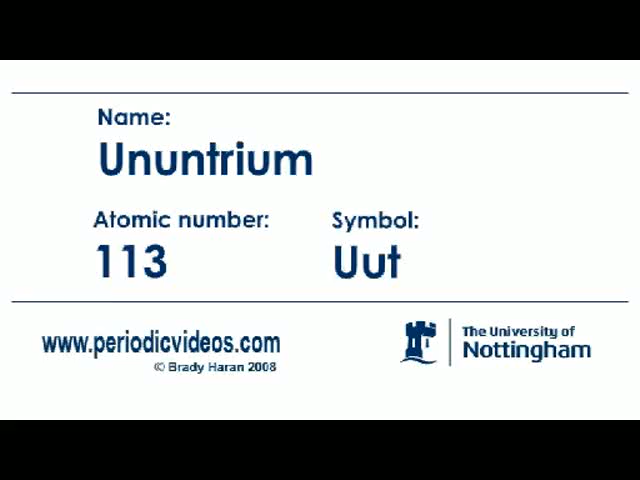 Name:
Ununtrium
Atomic number:
Symbol:
113
Uut
www.periodicvideos.com
© Brady Haran 2008
The University of
Nottingham